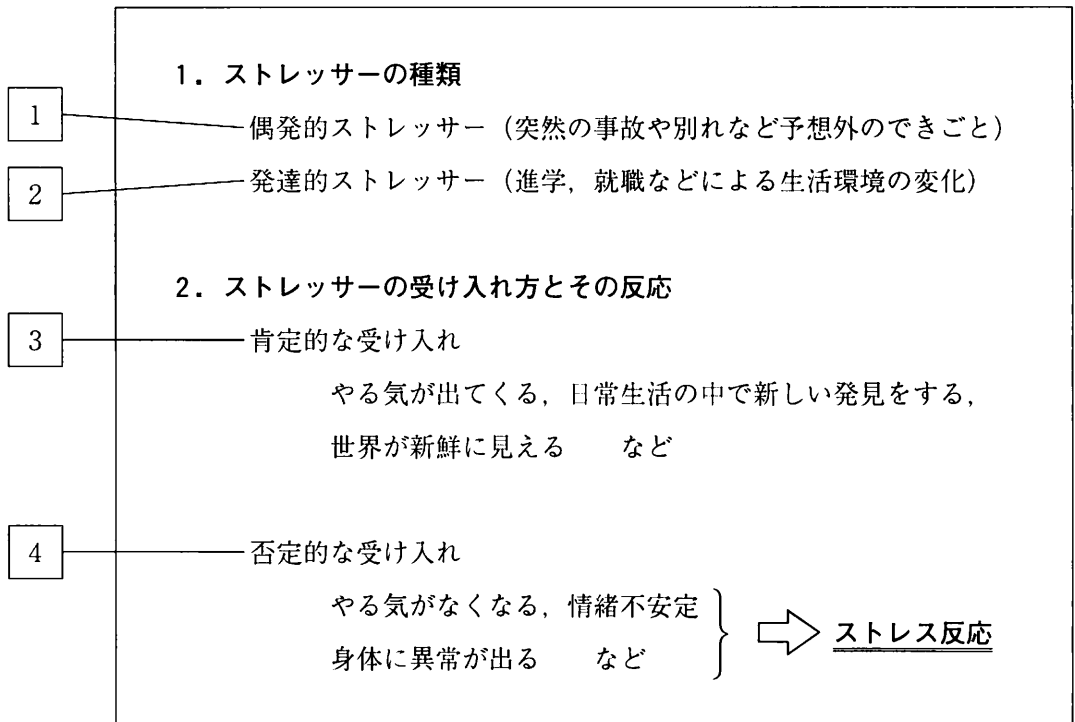 1．ストレッサーの種類
1
偶発的ストレッサー（突然の事故や別れなど予想外のできごと）
2
発達的ストレッサー（進学，就職などによる生活環境の変化）
2．ストレッサーの受け入れ方とその反応
3
肯定的な受け入れ
やる気が出てくる，日常生活の中で新しい発見をする，
世界が新鮮に見える　　など
4
否定的な受け入れ
やる気がなくなる，情緒不安定
身体に異常が出る　　など
ストレス反応